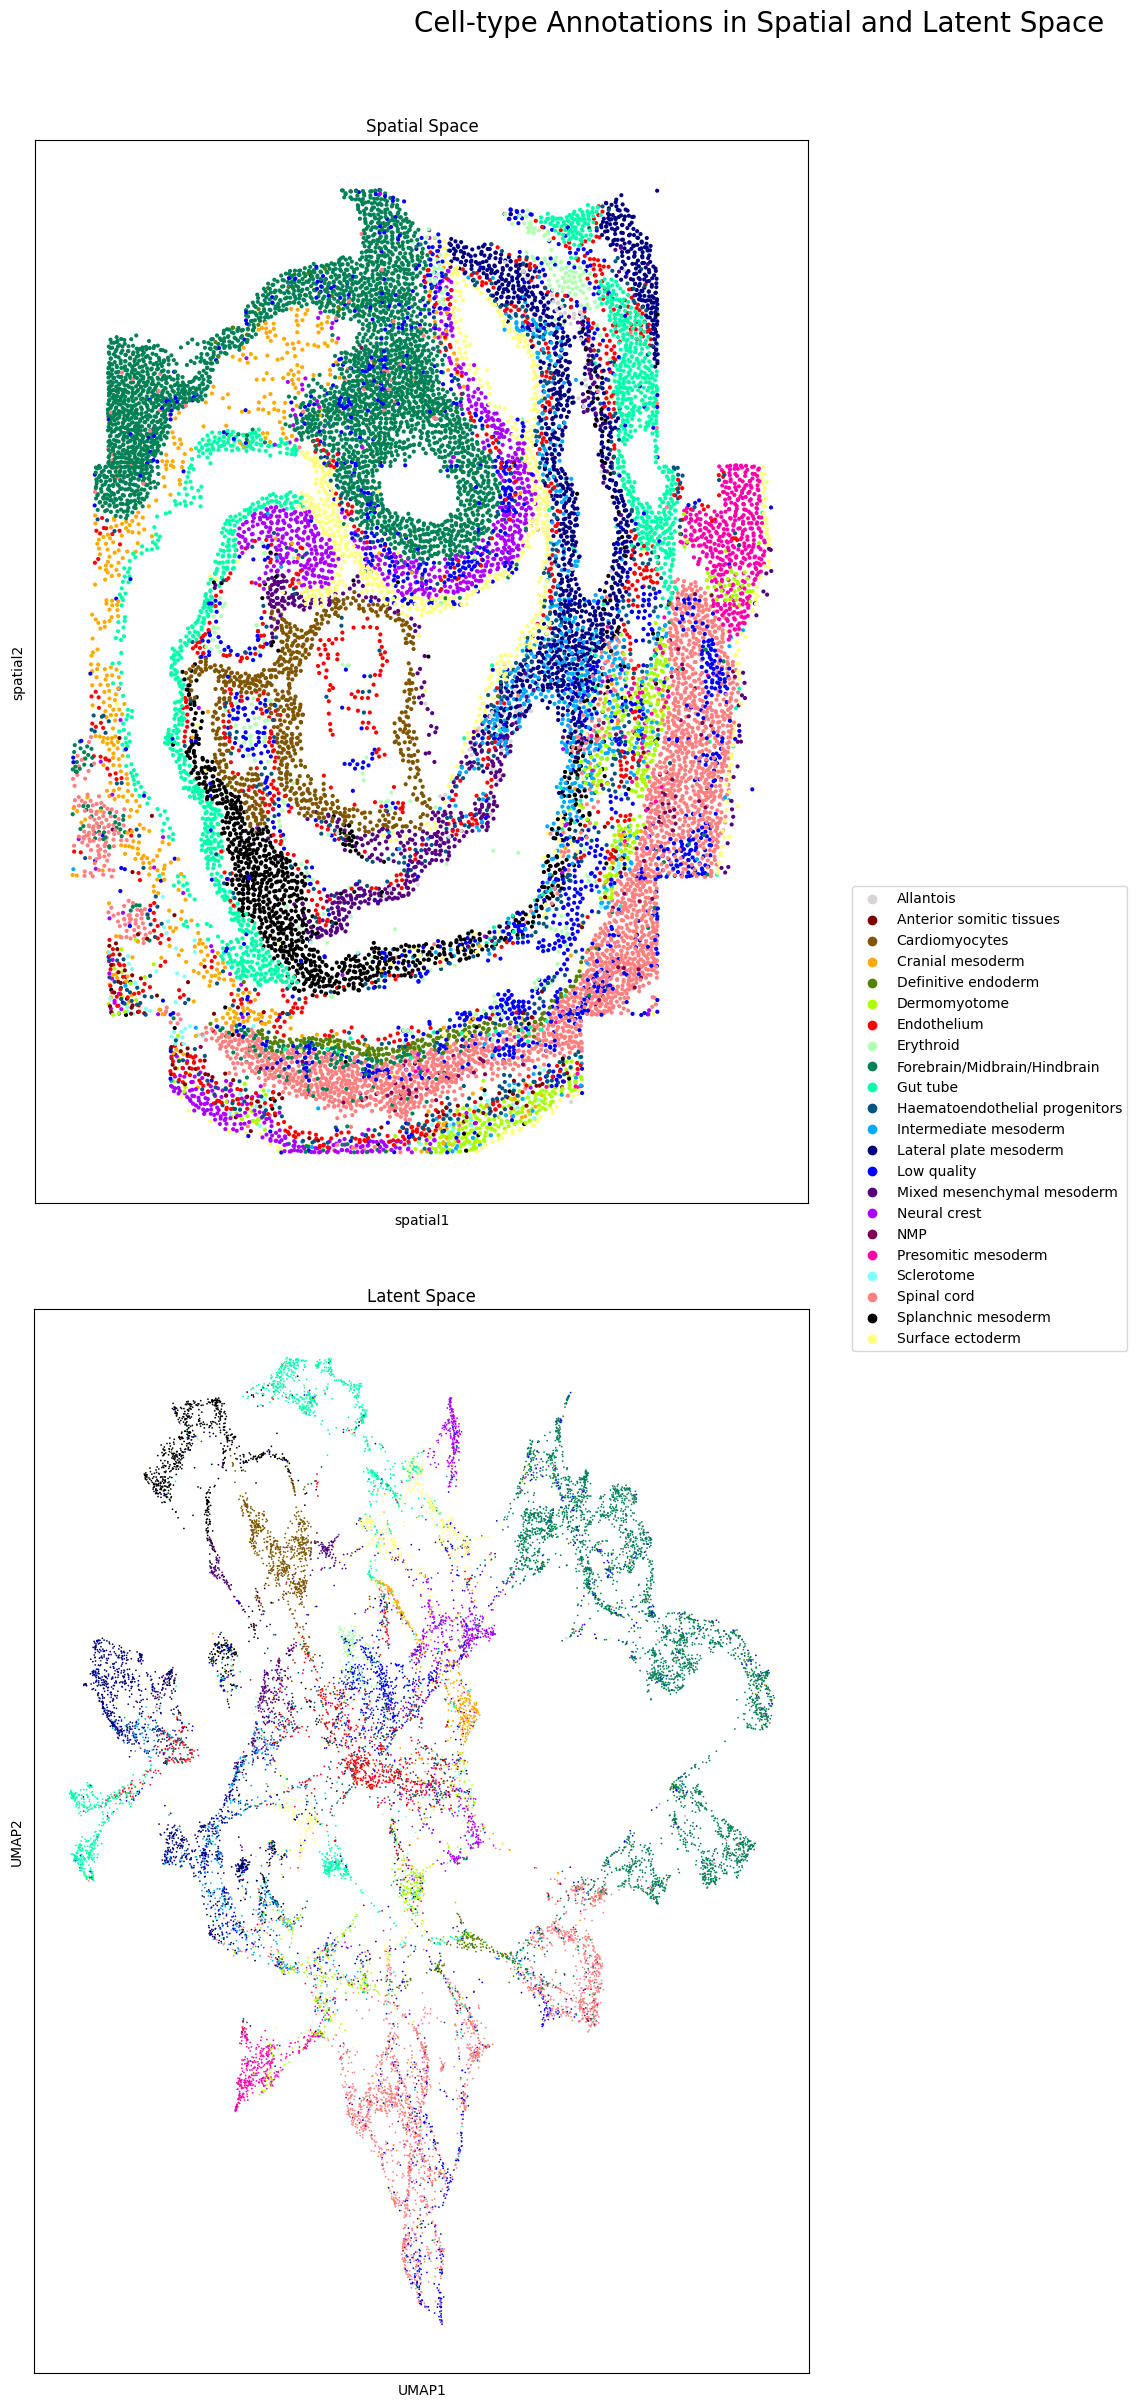 Cell-type Annotations in Spatial and Latent Space
Spatial Space
spatial2
spatial1
Allantois
Anterior somitic tissues
Cardiomyocytes
Cranial mesoderm
Definitive endoderm
Dermomyotome
Endothelium
Erythroid
Forebrain/Midbrain/Hindbrain
Gut tube
Haematoendothelial progenitors
Intermediate mesoderm
Lateral plate mesoderm
Low quality
Mixed mesenchymal mesoderm
Neural crest
NMP
Presomitic mesoderm
Sclerotome
Spinal cord
Splanchnic mesoderm
Surface ectoderm
Latent Space
UMAP2
UMAP1